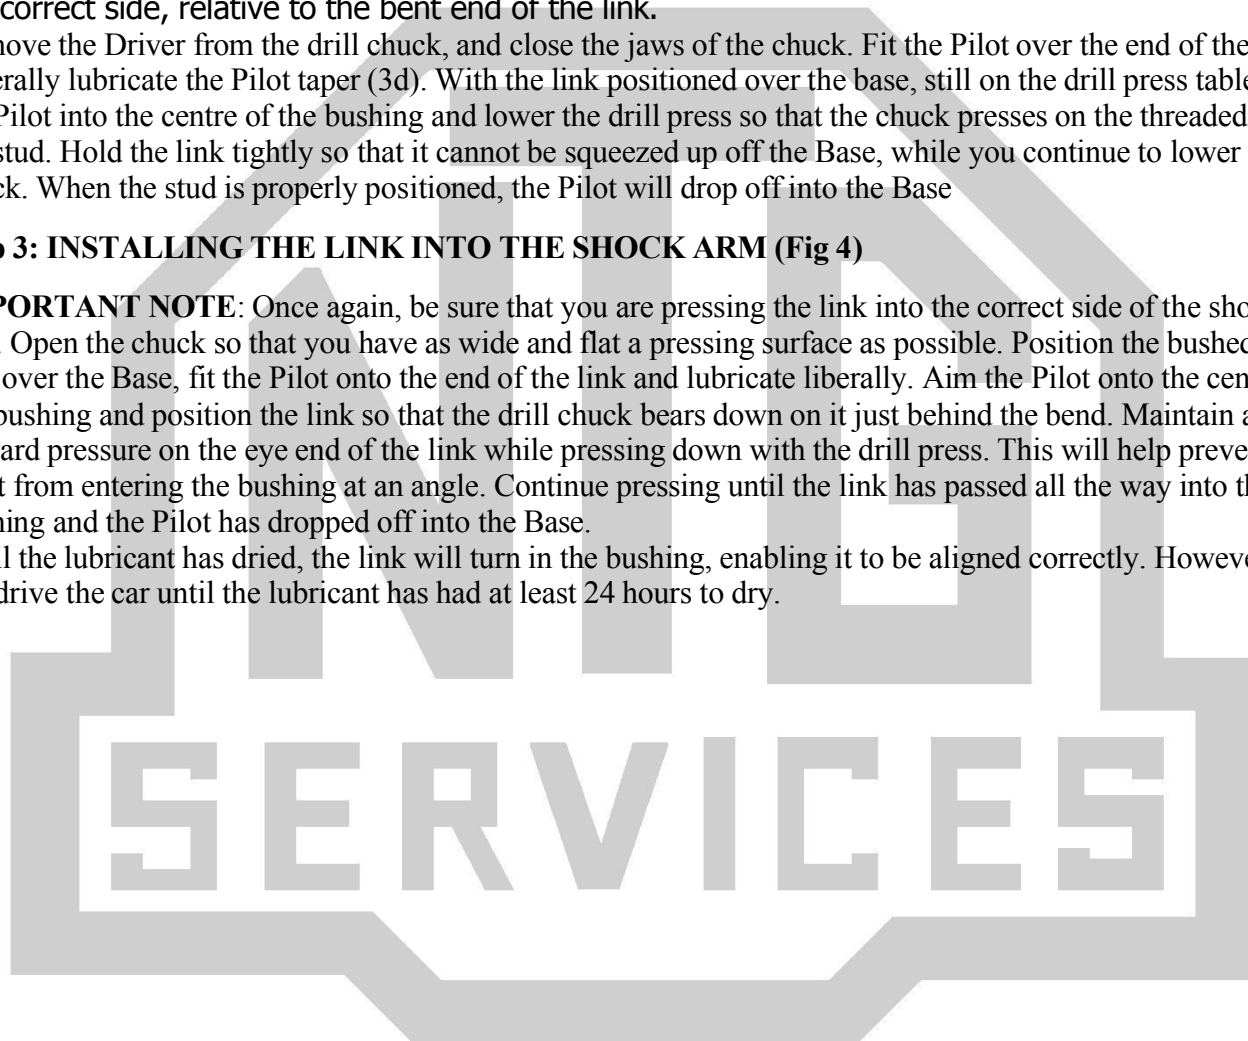 correct side, relative to the bent end of the link.
ove the Driver from the drill chuck, and close the jaws of the chuck. Fit the Pilot over the end of the
erally lubricate the Pilot taper (3d). With the link positioned over the base, still on the drill press table
Pilot into the centre of the bushing and lower the drill press so that the chuck presses on the threaded
stud. Hold the link tightly so that it cannot be squeezed up off the Base, while you continue to lower
ck. When the stud is properly positioned, the Pilot will drop off into the Base
3: INSTALLING THE LINK INTO THE SHOCK ARM (Fig 4)
PORTANT NOTE: Once again, be sure that you are pressing the link into the correct side of the sho
. Open the chuck so that you have as wide and flat a pressing surface as possible. Position the bushed
over the Base, fit the Pilot onto the end of the link and lubricate liberally. Aim the Pilot onto the cen
bushing and position the link so that the drill chuck bears down on it just behind the bend. Maintain a
ard pressure on the eye end of the link while pressing down with the drill press. This will help preve
t from entering the bushing at an angle. Continue pressing until the link has passed all the way into th
ning and the Pilot has dropped off into the Base.
il the lubricant has dried, the link will turn in the bushing, enabling it to be aligned correctly. Howeve
drive the car until the lubricant has had at least 24 hours to dry.
NTG
SERVICES